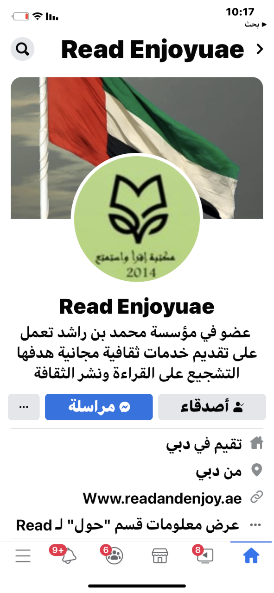 10:17
بحث ◂
Read Enjoyuae
مكتبة إقرأ واستمتع
2014
Read Enjoyuae
عضو في مؤسسة محمد بن راشد تعمل
على تقديم خدمات ثقافية مجانية هدفها
التشجيع على القراءة ونشر الثقافة
أصدقاء
مراسلة
تقيم في دبي
من دبي
Www.readandenjoy.ae
عرض معلومات قسم "حول" لـ Read
9+
6
8